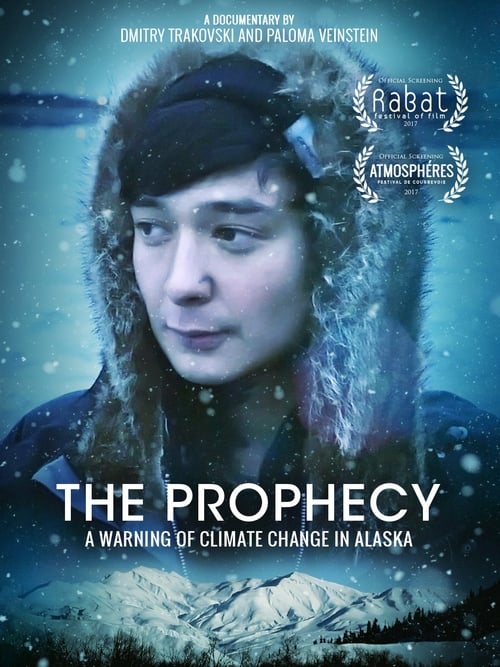 A DOCUMENTARY BY
DMITRY TRAKOVSKI AND PALOMA VEINSTEIN
OFFICIAL SCREENING
Rabat
festival of film
2017
OFFICIAL SCREENING
ATMOSPHÈRES
FESTIVAL DE COURBEVOIE
2017
THE PROPHECY
A WARNING OF CLIMATE CHANGE IN ALASKA